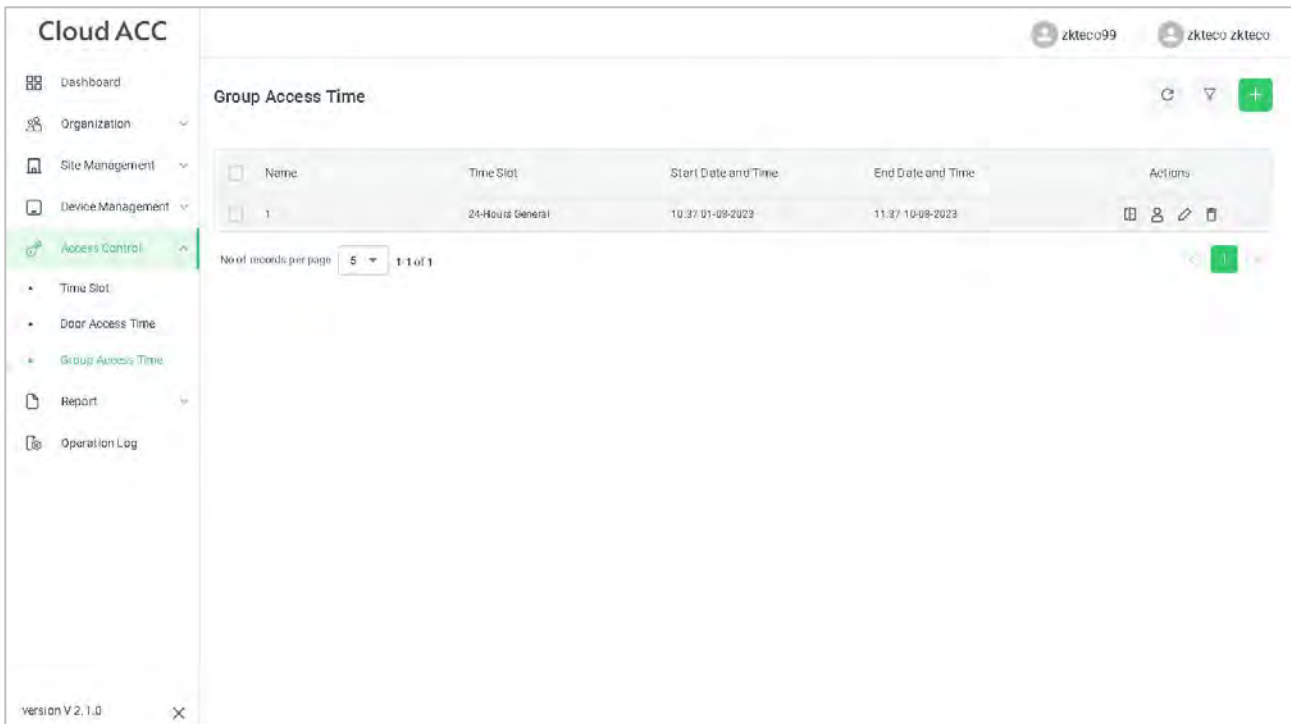 Cloud ACC
zkteco99
zkteco zkteco
Dashboard
Organization
Site Management
Device Management
Access Control
Time Slot
Door Access Time
Group Access Time
Report
Operation Log
version V 2.1.0
Group Access Time
Name Time Slot Start Date and Time End Date and Time Actions
1 24-Hours General 10:37 01-08-2023 11:37 10-08-2023
No of records per page 5 1-1 of 1
1